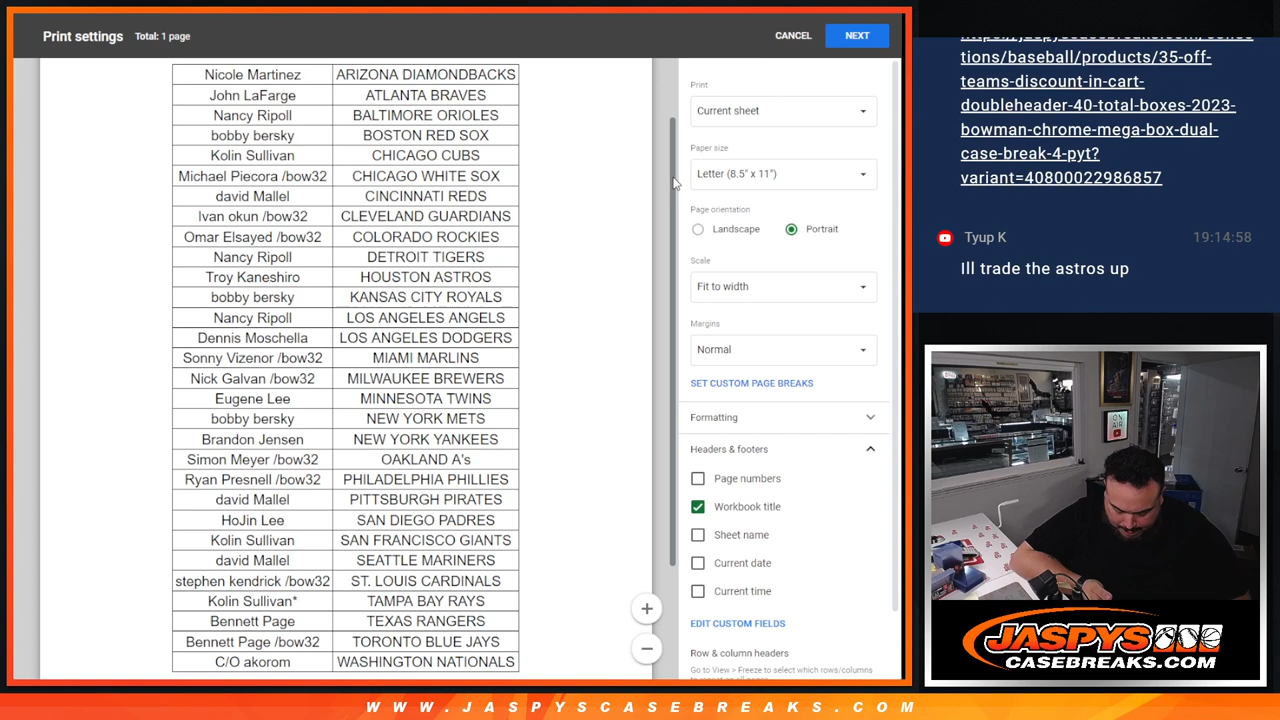 Print settings Total: 1 page CANCEL NEXT
Nicole Martinez ARIZONA DIAMONDBACKS
John LaFarge ATLANTA BRAVES
Nancy Ripoll BALTIMORE ORIOLES
bobby bersky BOSTON RED SOX
Kolin Sullivan CHICAGO CUBS
Michael Piecora /bow32 CHICAGO WHITE SOX
david Mallel CINCINNATI REDS
Ivan okun /bow32 CLEVELAND GUARDIANS
Omar Elsayed /bow32 COLORADO ROCKIES
Nancy Ripoll DETROIT TIGERS
Troy Kaneshiro HOUSTON ASTROS
bobby bersky KANSAS CITY ROYALS
Nancy Ripoll LOS ANGELES ANGELS
Dennis Moschella LOS ANGELES DODGERS
Sonny Vizenor /bow32 MIAMI MARLINS
Nick Galvan /bow32 MILWAUKEE BREWERS
Eugene Lee MINNESOTA TWINS
bobby bersky NEW YORK METS
Brandon Jensen NEW YORK YANKEES
Simon Meyer /bow32 OAKLAND A's
Ryan Presnell /bow32 PHILADELPHIA PHILLIES
david Mallel PITTSBURGH PIRATES
HoJin Lee SAN DIEGO PADRES
Kolin Sullivan SAN FRANCISCO GIANTS
david Mallel SEATTLE MARINERS
stephen kendrick /bow32 ST. LOUIS CARDINALS
Kolin Sullivan* TAMPA BAY RAYS
Bennett Page TEXAS RANGERS
Bennett Page /bow32 TORONTO BLUE JAYS
C/O akorom WASHINGTON NATIONALS
Print
Current sheet
Paper size
Letter (8.5" x 11")
Page orientation
Landscape Portrait
Scale
Fit to width
Margins
Normal
SET CUSTOM PAGE BREAKS
Formatting
Headers & footers
Page numbers
Workbook title
Sheet name
Current date
Current time
EDIT CUSTOM FIELDS
Row & column headers
Go to View > Freeze to select which rows/columns
tions/baseball/products/35-off-
teams-discount-in-cart-
doubleheader-40-total-boxes-2023-
bowman-chrome-mega-box-dual-
case-break-4-pyt?
variant=40800022986857
Tyup K 19:14:58
Ill trade the astros up
ON
AIR
JASPYS
CASEBREAKS.COM
WWW.JASPYSCASEBREAKS.COM